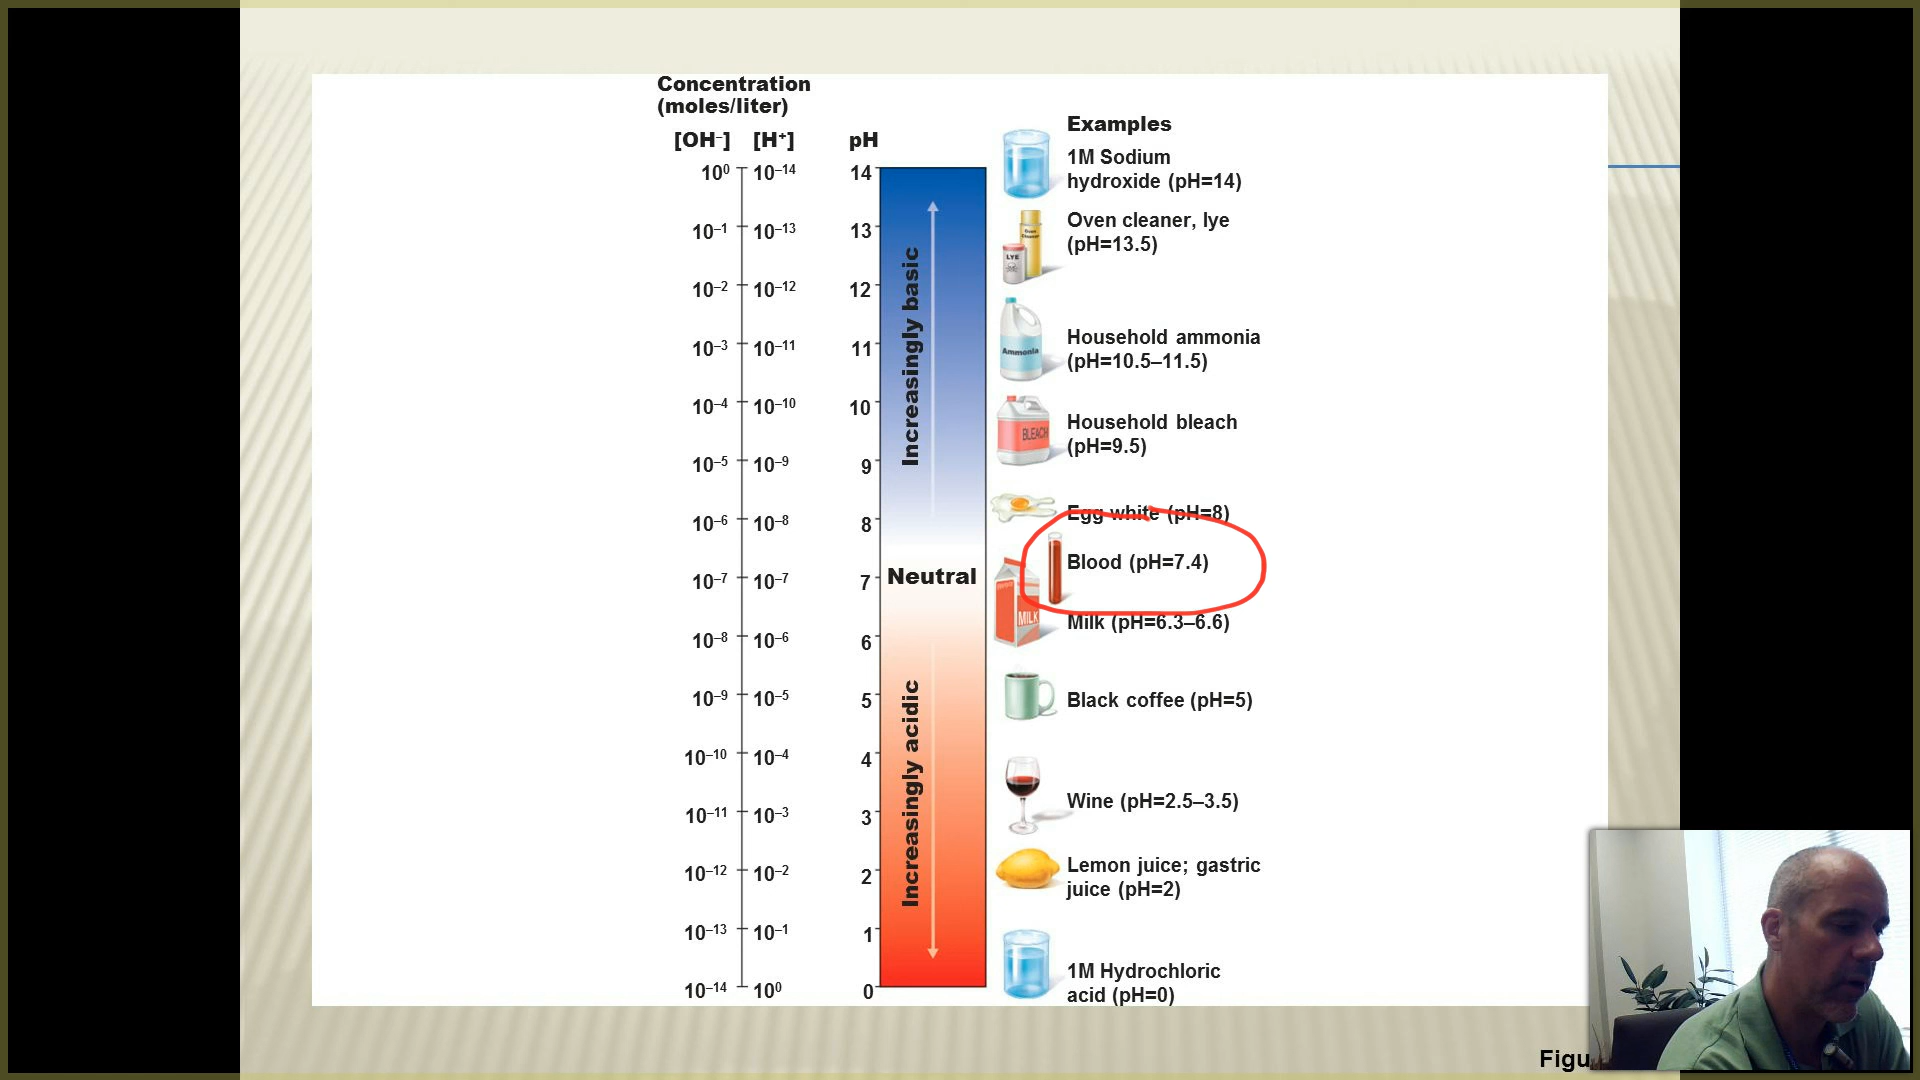 Concentration
(moles/liter)
[OH⁻] [H⁺] pH
Examples
10⁰ 10⁻¹⁴ 14
1M Sodium
hydroxide (pH=14)
10⁻¹ 10⁻¹³ 13
Oven cleaner, lye
(pH=13.5)
Oven
Cleaner
LYE
10⁻² 10⁻¹² 12
10⁻³ 10⁻¹¹ 11
Household ammonia
(pH=10.5–11.5)
Ammonia
10⁻⁴ 10⁻¹⁰ 10
Household bleach
(pH=9.5)
BLEACH
10⁻⁵ 10⁻⁹ 9
Increasingly basic
10⁻⁶ 10⁻⁸ 8
Egg white (pH=8)
Blood (pH=7.4)
10⁻⁷ 10⁻⁷ 7 Neutral
MILK
Milk (pH=6.3–6.6)
10⁻⁸ 10⁻⁶ 6
10⁻⁹ 10⁻⁵ 5
Black coffee (pH=5)
10⁻¹⁰ 10⁻⁴ 4
Increasingly acidic
10⁻¹¹ 10⁻³ 3
Wine (pH=2.5–3.5)
10⁻¹² 10⁻² 2
Lemon juice; gastric
juice (pH=2)
10⁻¹³ 10⁻¹ 1
10⁻¹⁴ 10⁰ 0
1M Hydrochloric
acid (pH=0)
Figu